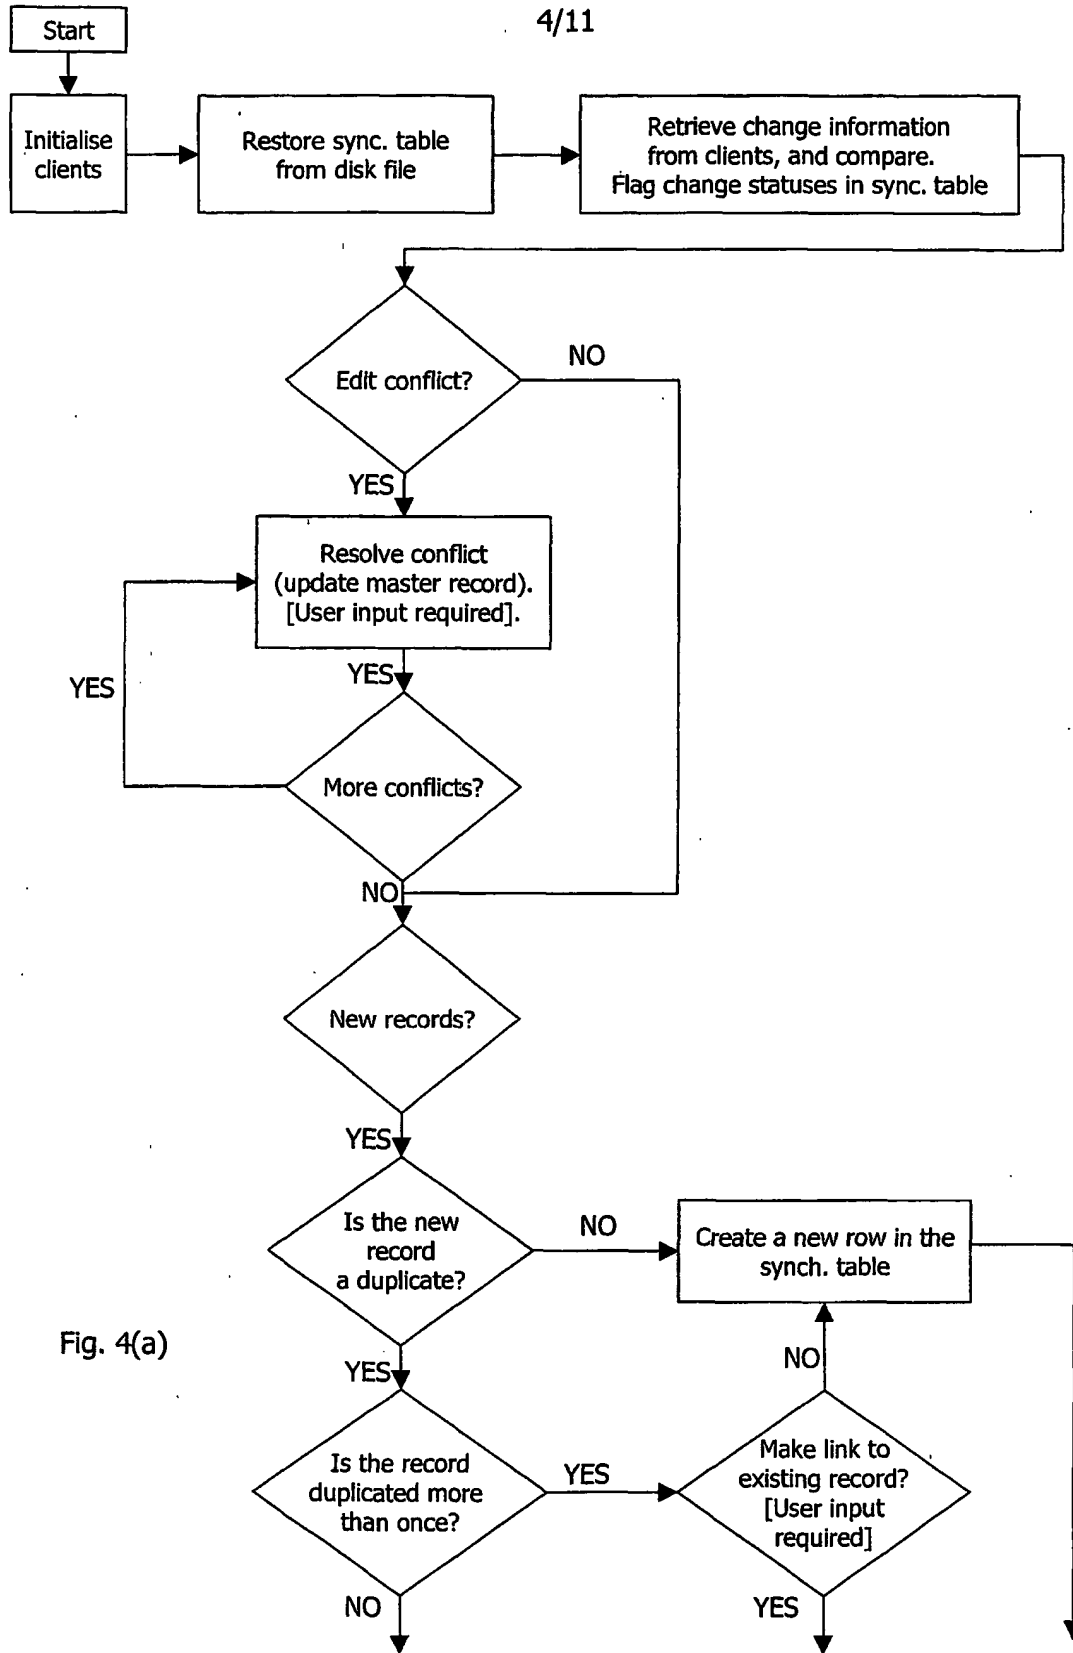 4/11
Start
Initialise
clients
Restore sync. table
from disk file
Retrieve change information
from clients, and compare.
Flag change statuses in sync. table
Edit conflict?
NO
YES
Resolve conflict
(update master record).
[User input required].
YES
YES
More conflicts?
NO
New records?
YES
Is the new
record
a duplicate?
NO
Create a new row in the
synch. table
Fig. 4(a)
YES
NO
Is the record
duplicated more
than once?
YES
Make link to
existing record?
[User input
required]
NO
YES